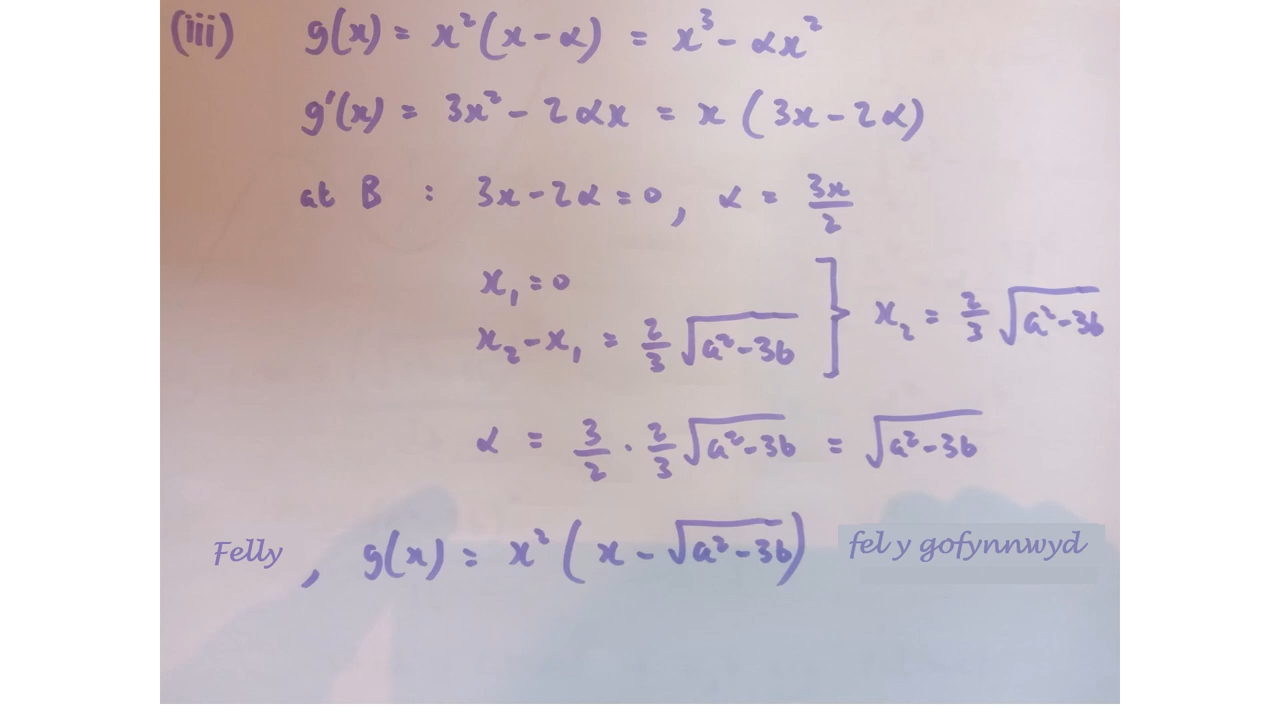 (iii) g(x) = x²(x-α) = x³ - αx²
g'(x) = 3x² - 2αx = x (3x - 2α)
at B : 3x - 2α = 0, α = 3x/2
x₁ = 0
x₂ - x₁ = 2/3 √(a²-3b) } x₂ = 2/3 √(a²-3b)
α = 3/2 · 2/3 √(a²-3b) = √(a²-3b)
Felly, g(x) = x² (x - √(a²-3b)) fel y gofynnwyd